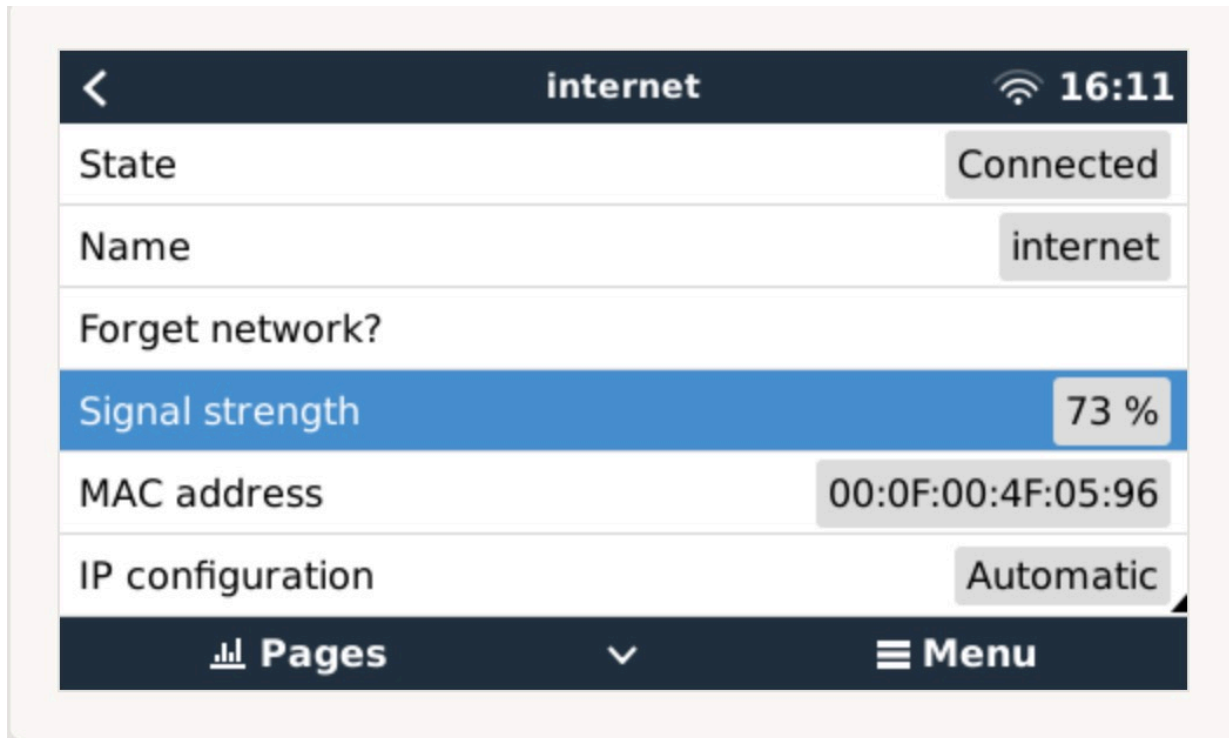 internet 16:11
State Connected
Name internet
Forget network?
Signal strength 73 %
MAC address 00:0F:00:4F:05:96
IP configuration Automatic
Pages Menu